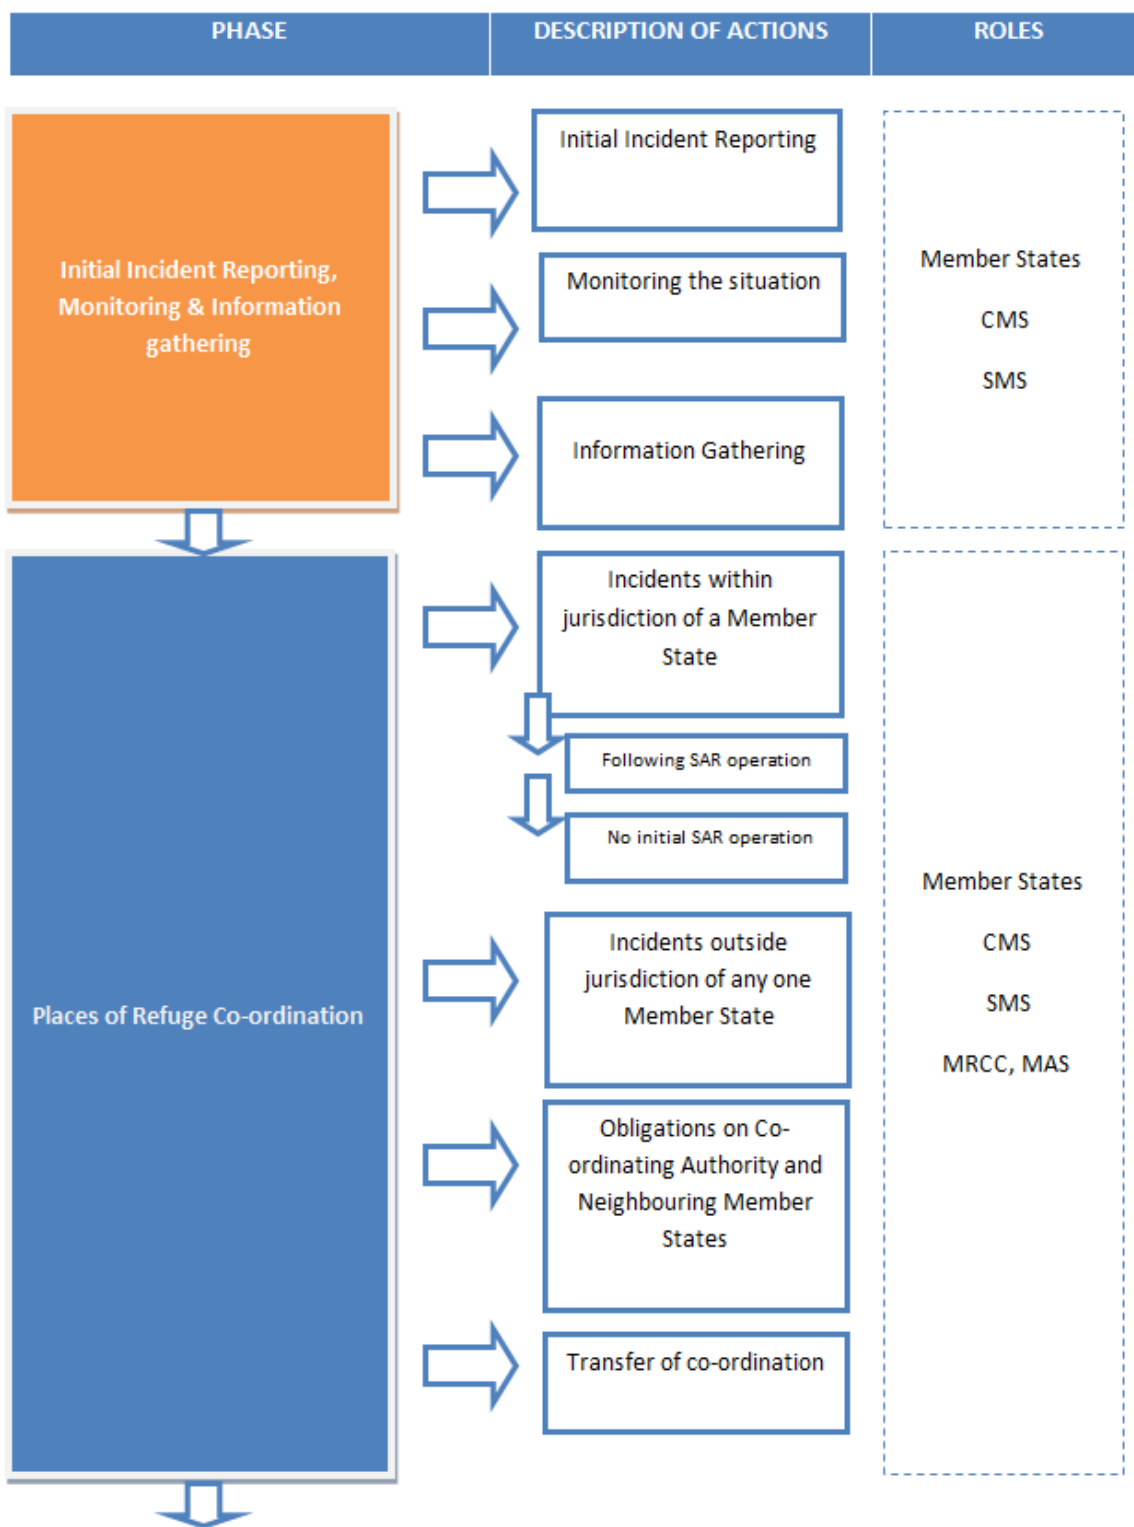 PHASE
DESCRIPTION OF ACTIONS
ROLES
Initial Incident Reporting,
Monitoring & Information
gathering
Initial Incident Reporting
Monitoring the situation
Information Gathering
Member States
CMS
SMS
Places of Refuge Co-ordination
Incidents within
jurisdiction of a Member
State
Following SAR operation
No initial SAR operation
Incidents outside
jurisdiction of any one
Member State
Obligations on Co-
ordinating Authority and
Neighbouring Member
States
Transfer of co-ordination
Member States
CMS
SMS
MRCC, MAS